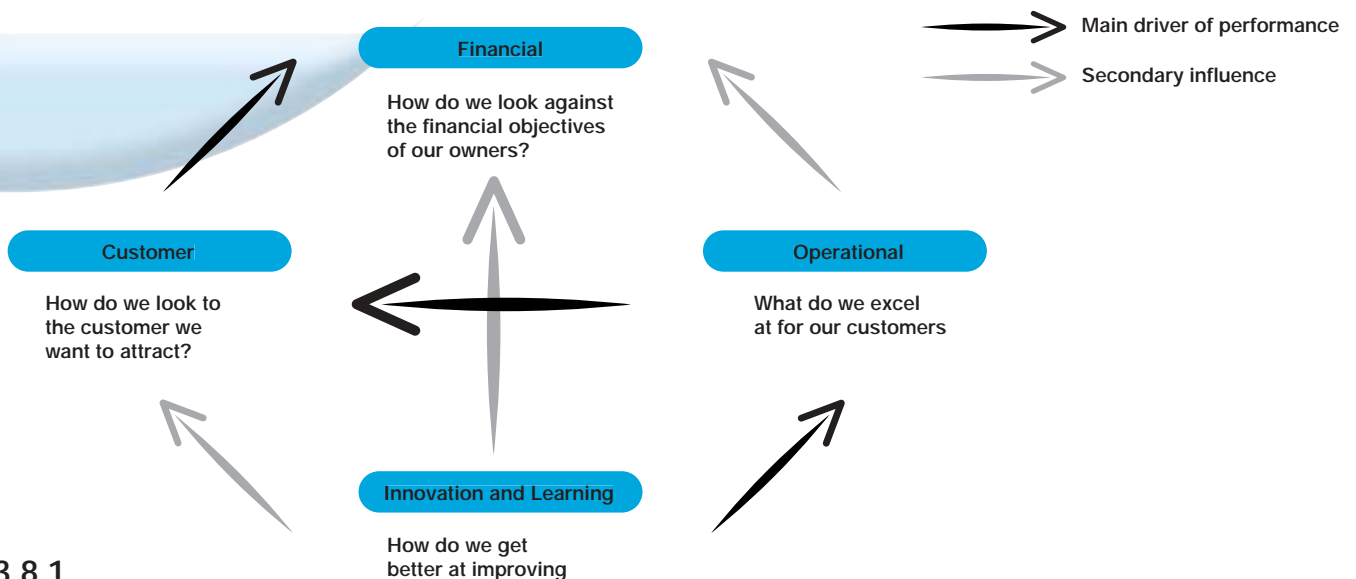 Financial
How do we look against
the financial objectives
of our owners?
Main driver of performance
Secondary influence
Customer
How do we look to
the customer we
want to attract?
Operational
What do we excel
at for our customers
Innovation and Learning
How do we get
better at improving
8.1